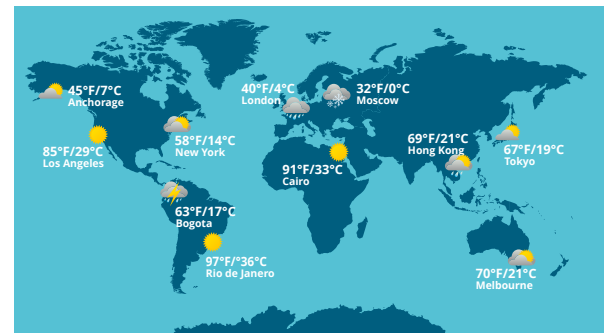 45°F/7°C
Anchorage
40°F/4°C
London
32°F/0°C
Moscow
85°F/29°C
Los Angeles
58°F/14°C
New York
91°F/33°C
Cairo
69°F/21°C
Hong Kong
67°F/19°C
Tokyo
63°F/17°C
Bogota
97°F/°36°C
Rio de Janero
70°F/21°C
Melbourne